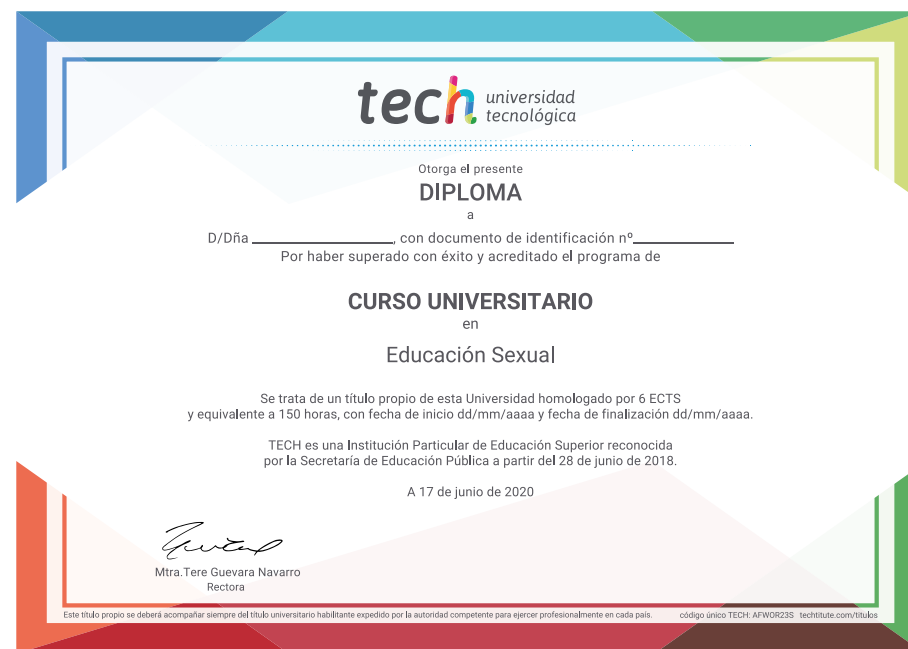 tech universidad
tecnológica
Otorga el presente
DIPLOMA
a
D/Dña ____________, con documento de identificación nº____________
Por haber superado con éxito y acreditado el programa de
CURSO UNIVERSITARIO
en
Educación Sexual
Se trata de un título propio de esta Universidad homologado por 6 ECTS
y equivalente a 150 horas, con fecha de inicio dd/mm/aaaa y fecha de finalización dd/mm/aaaa.
TECH es una Institución Particular de Educación Superior reconocida
por la Secretaría de Educación Pública a partir del 28 de junio de 2018.
A 17 de junio de 2020
Mtra.Tere Guevara Navarro
Rectora
Este título propio se deberá acompañar siempre del título universitario habilitante expedido por la autoridad competente para ejercer profesionalmente en cada país. código único TECH: AFWOR23S techtitute.com/titulos